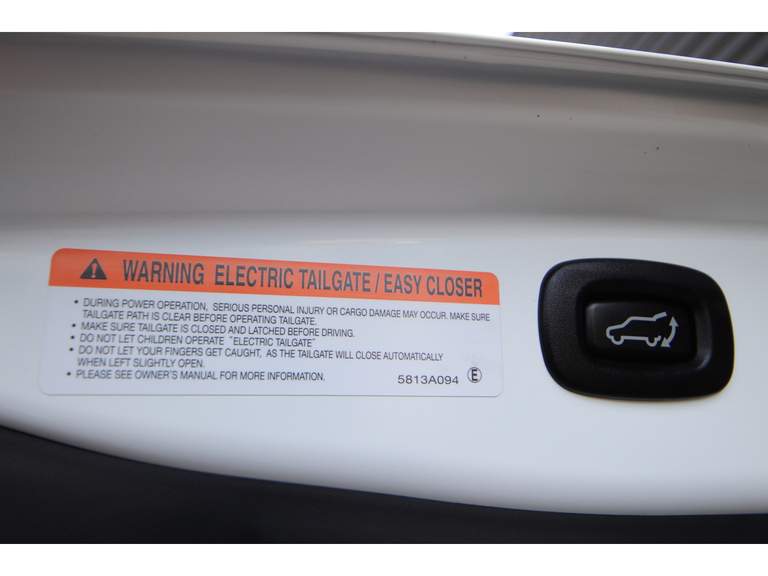 WARNING ELECTRIC TAILGATE / EASY CLOSER
• DURING POWER OPERATION, SERIOUS PERSONAL INJURY OR CARGO DAMAGE MAY OCCUR. MAKE SURE
TAILGATE PATH IS CLEAR BEFORE OPERATING TAILGATE.
• MAKE SURE TAILGATE IS CLOSED AND LATCHED BEFORE DRIVING.
• DO NOT LET CHILDREN OPERATE "ELECTRIC TAILGATE"
• DO NOT LET YOUR FINGERS GET CAUGHT, AS THE TAILGATE WILL CLOSE AUTOMATICALLY
WHEN LEFT SLIGHTLY OPEN.
• PLEASE SEE OWNER'S MANUAL FOR MORE INFORMATION.
5813A094 Ⓔ